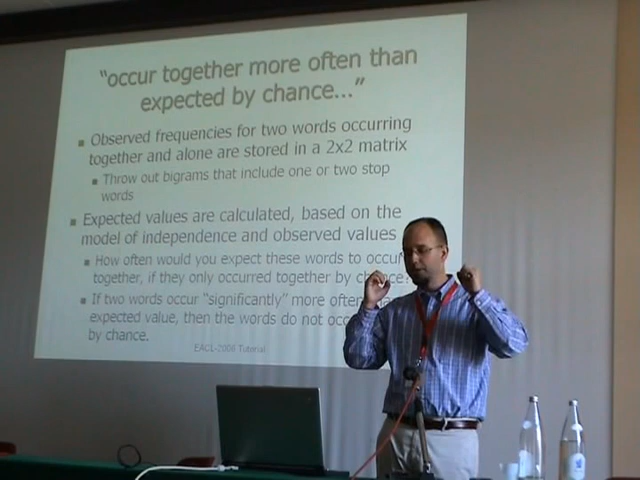 “occur together more often than
expected by chance...”
Observed frequencies for two words occurring
together and alone are stored in a 2x2 matrix
Throw out bigrams that include one or two stop
words
Expected values are calculated, based on the
model of independence and observed values
How often would you expect these words to occur
together, if they only occurred together by chance?
If two words occur “significantly” more often
expected value, then the words do not
by chance.
EACL-2006 Tutorial